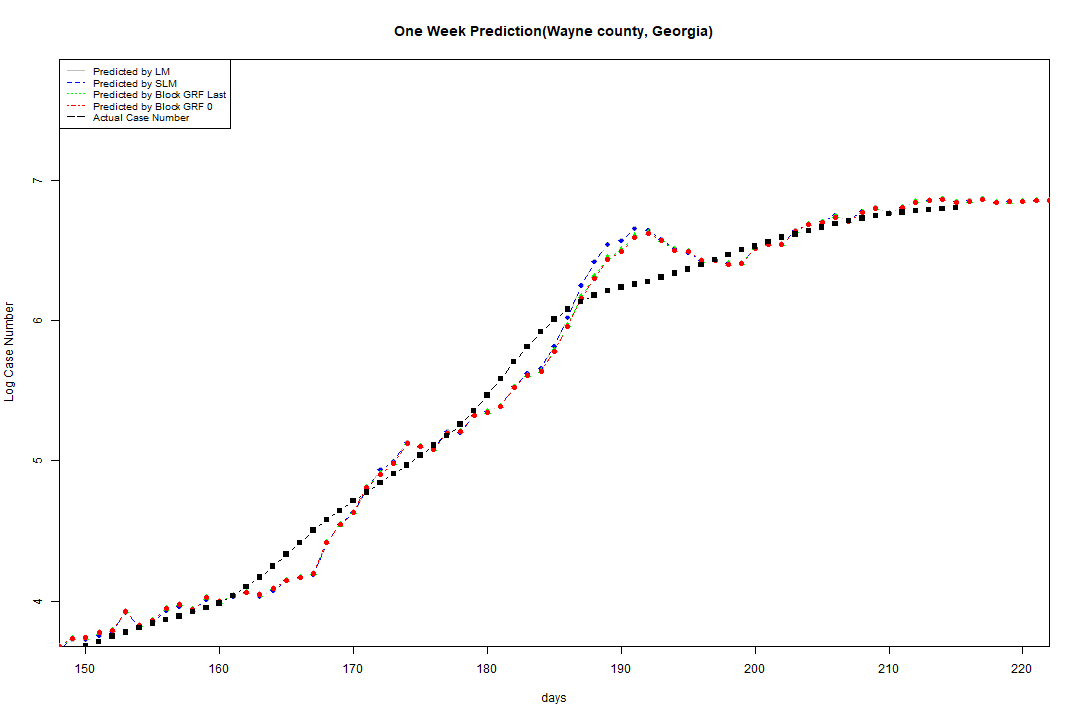 One Week Prediction(Wayne county, Georgia)
Predicted by LM
Predicted by SLM
Predicted by Block GRF Last
Predicted by Block GRF 0
Actual Case Number
7
6
5
4
Log Case Number
150 160 170 180 190 200 210 220
days